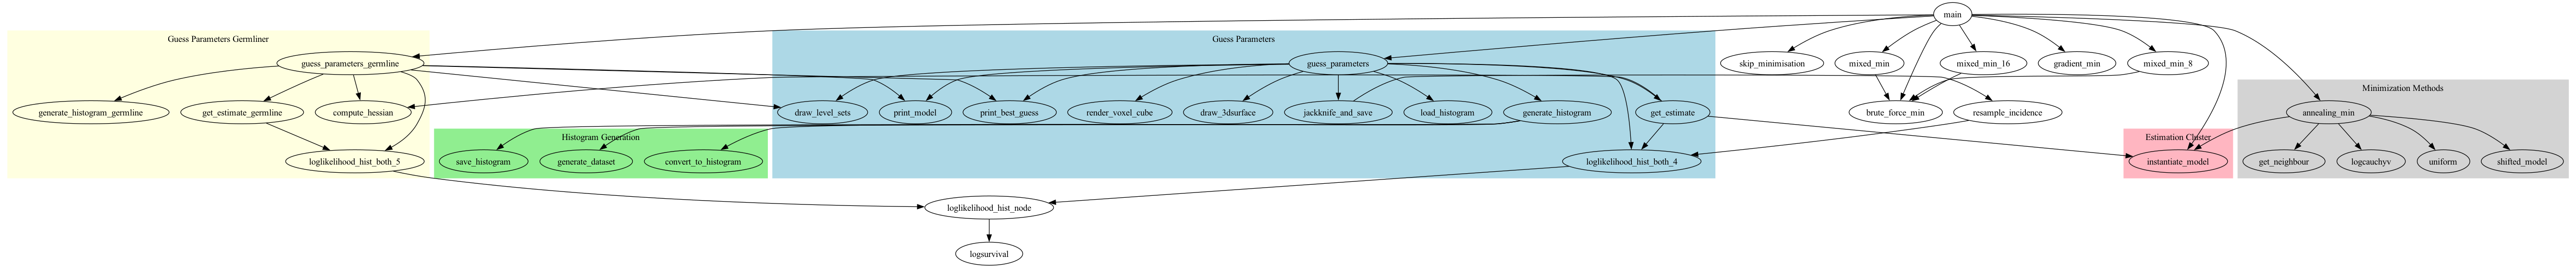 main
Guess Parameters Germliner
Guess Parameters
guess_parameters_germline
guess_parameters
skip_minimisation
mixed_min
mixed_min_16
gradient_min
mixed_min_8
Minimization Methods
generate_histogram_germline
get_estimate_germline
compute_hessian
draw_level_sets
print_model
print_best_guess
render_voxel_cube
draw_3dsurface
jackknife_and_save
load_histogram
generate_histogram
get_estimate
brute_force_min
resample_incidence
annealing_min
Histogram Generation
Estimation Cluster
loglikelihood_hist_both_5
save_histogram
generate_dataset
convert_to_histogram
loglikelihood_hist_both_4
instantiate_model
get_neighbour
logcauchyv
uniform
shifted_model
loglikelihood_hist_node
logsurvival